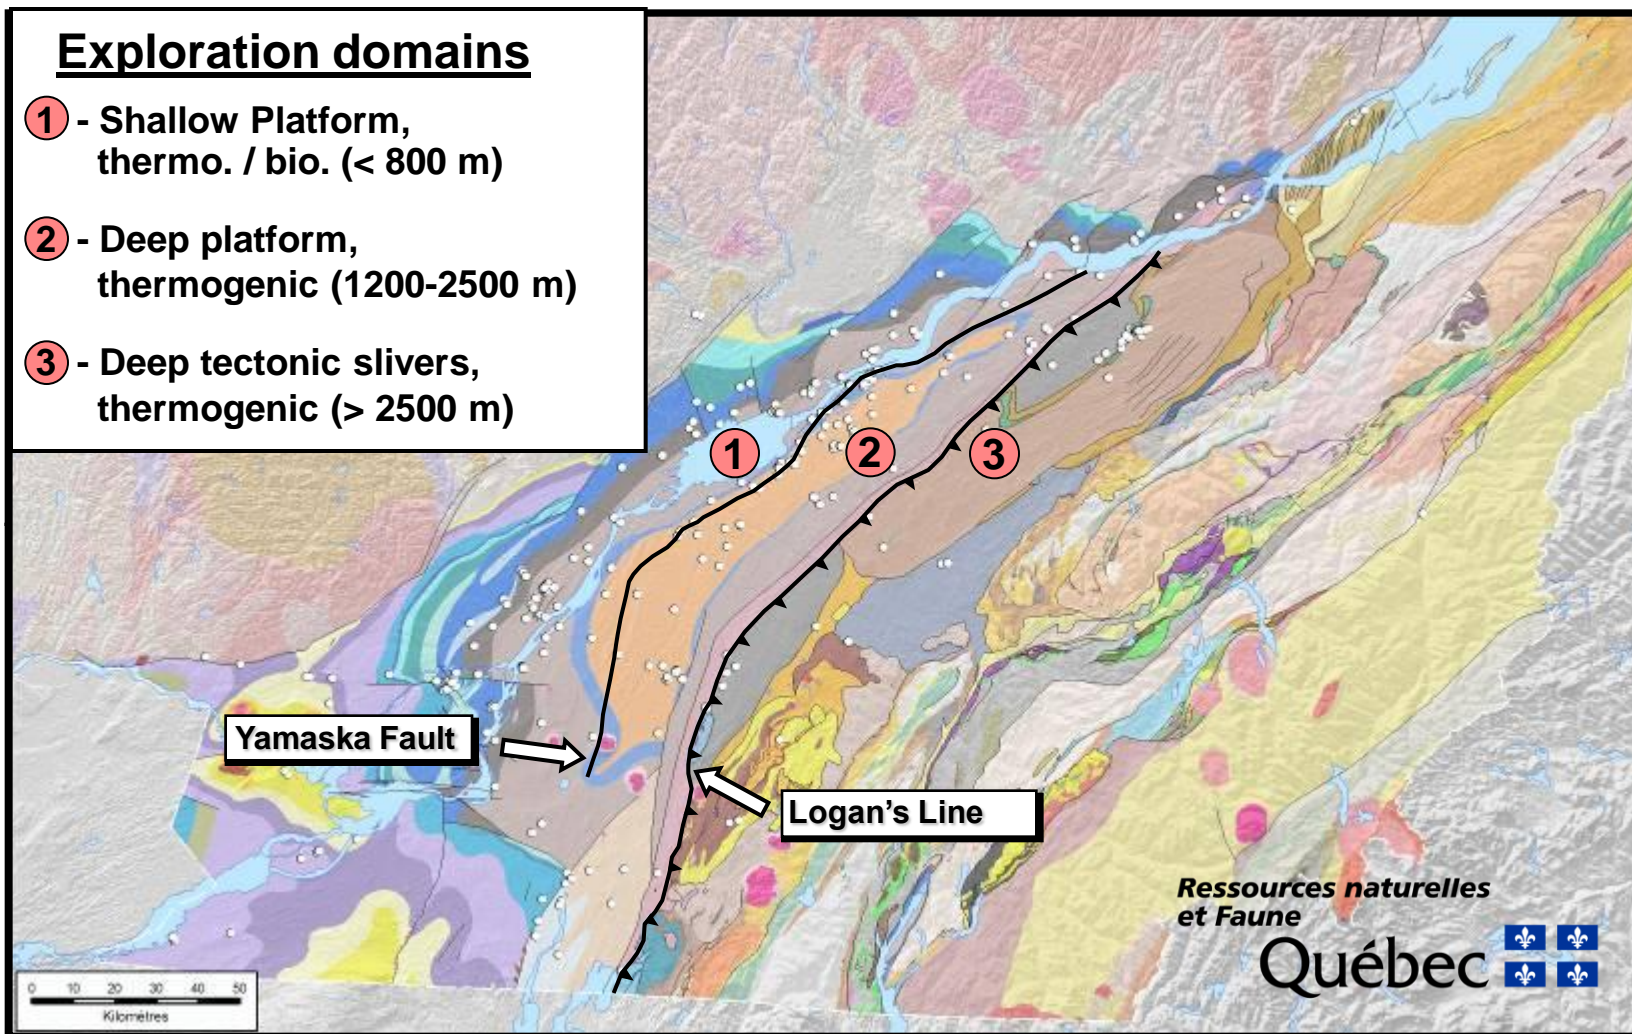 Exploration domains
1 - Shallow Platform,
thermo. / bio. (< 800 m)
2 - Deep platform,
thermogenic (1200-2500 m)
3 - Deep tectonic slivers,
thermogenic (> 2500 m)
1 2 3
Yamaska Fault
Logan’s Line
Ressources naturelles
et Faune
Québec
0 10 20 30 40 50
Kilomètres